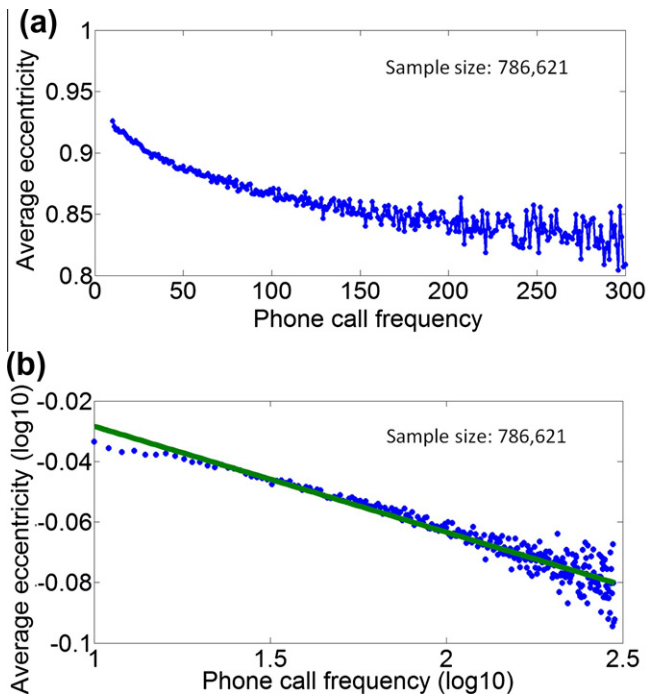 (a)
1
Sample size: 786,621
0.95
0.9
0.85
0.8
Average eccentricity
0 50 100 150 200 250 300
Phone call frequency
(b)
-0.02
Sample size: 786,621
-0.04
-0.06
-0.08
-0.1
Average eccentricity (log10)
1 1.5 2 2.5
Phone call frequency (log10)